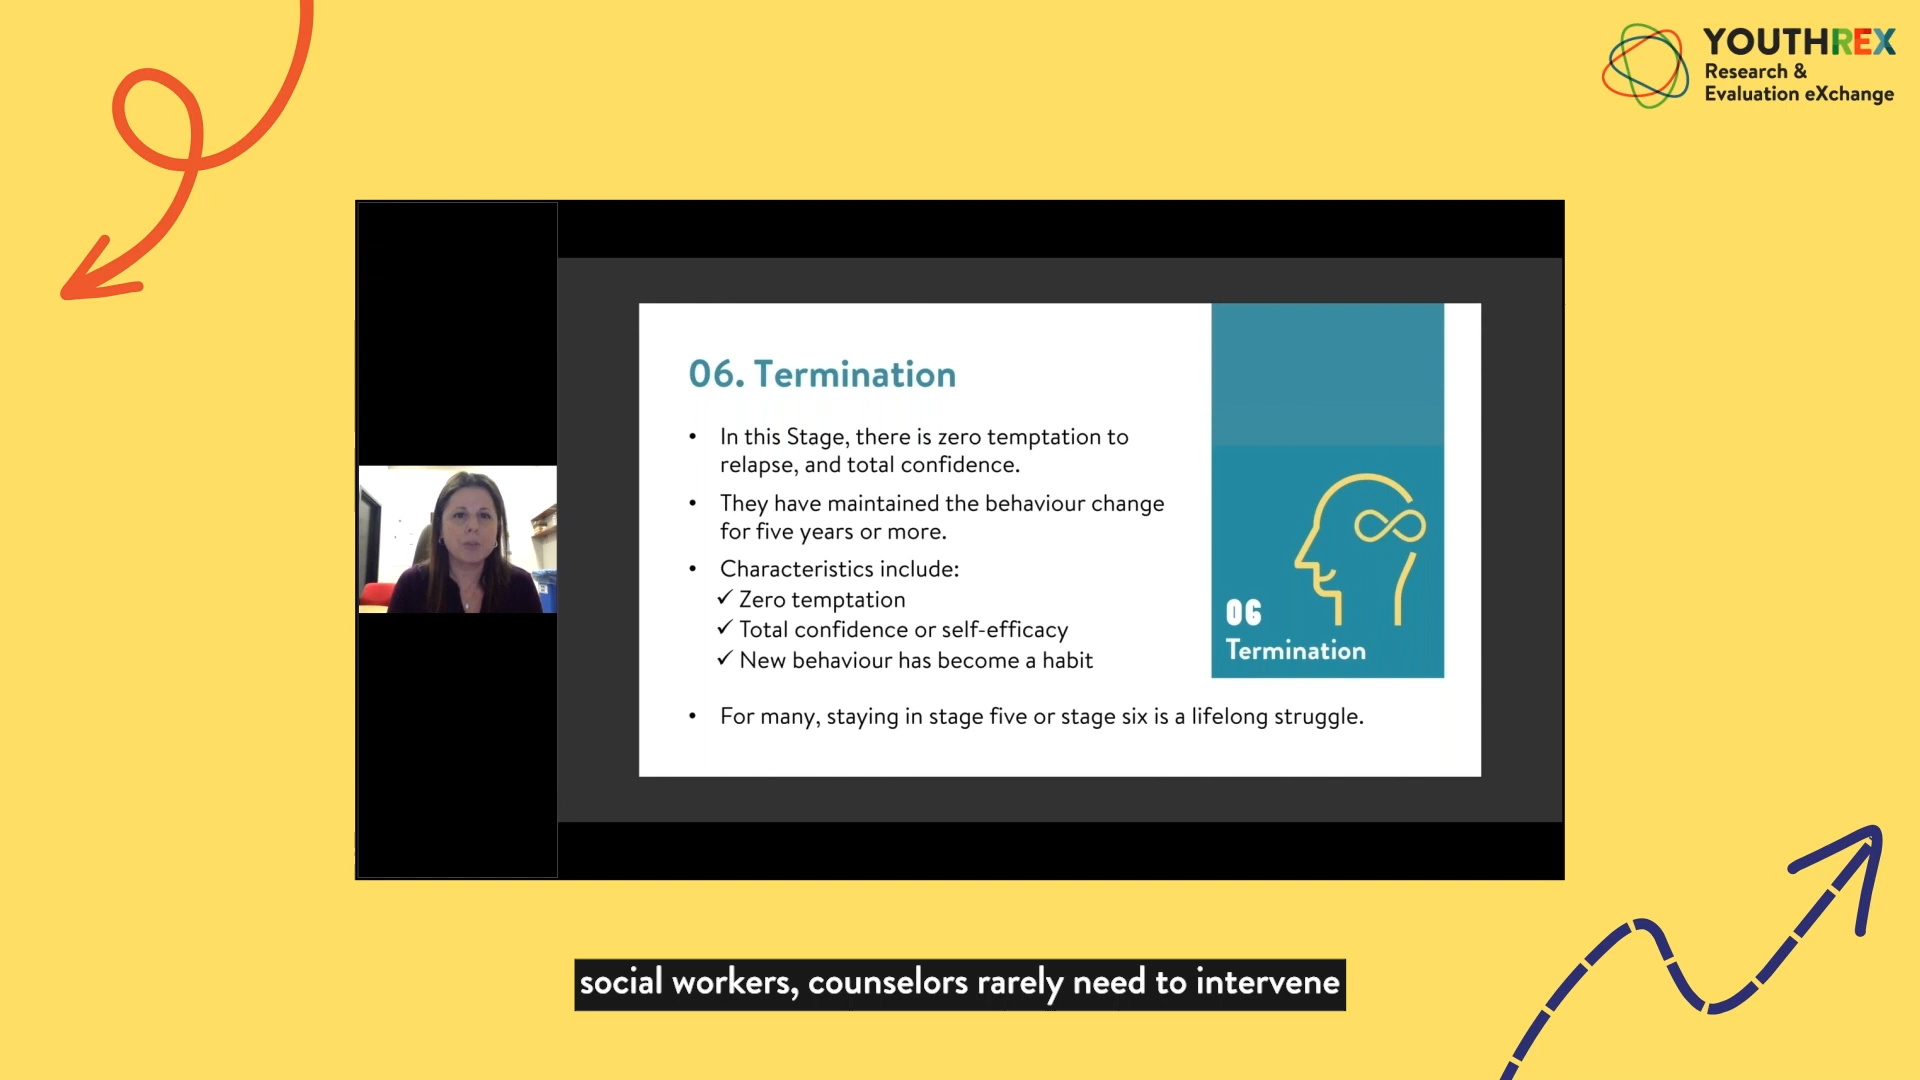 YOUTHREX
Research &
Evaluation eXchange
06. Termination
• In this Stage, there is zero temptation to
relapse, and total confidence.
• They have maintained the behaviour change
for five years or more.
• Characteristics include:
✓ Zero temptation
✓ Total confidence or self-efficacy
✓ New behaviour has become a habit
• For many, staying in stage five or stage six is a lifelong struggle.
06
Termination
social workers, counselors rarely need to intervene